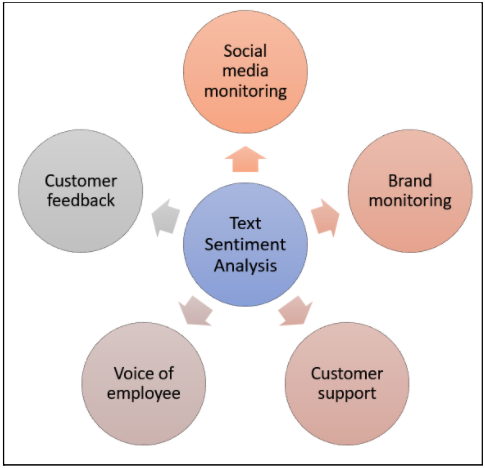 Social
media
monitoring
Customer
feedback
Brand
monitoring
Text
Sentiment
Analysis
Voice of
employee
Customer
support